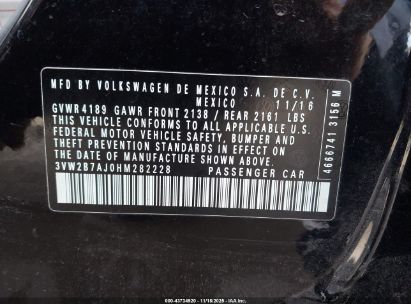 MFD BY VOLKSWAGEN DE MEXICO S.A. DE C.V.
MEXICO 11/16
GVWR 4189 GAWR FRONT 2138 / REAR 2161 LBS
THIS VEHICLE CONFORMS TO ALL APPLICABLE U.S.
FEDERAL MOTOR VEHICLE SAFETY, BUMPER AND
THEFT PREVENTION STANDARDS IN EFFECT ON
THE DATE OF MANUFACTURE SHOWN ABOVE.
3VW2B7AJ0HM282228 PASSENGER CAR
4666741 3156 M
000-43734920 - 11/18/2025 - IAA Inc.